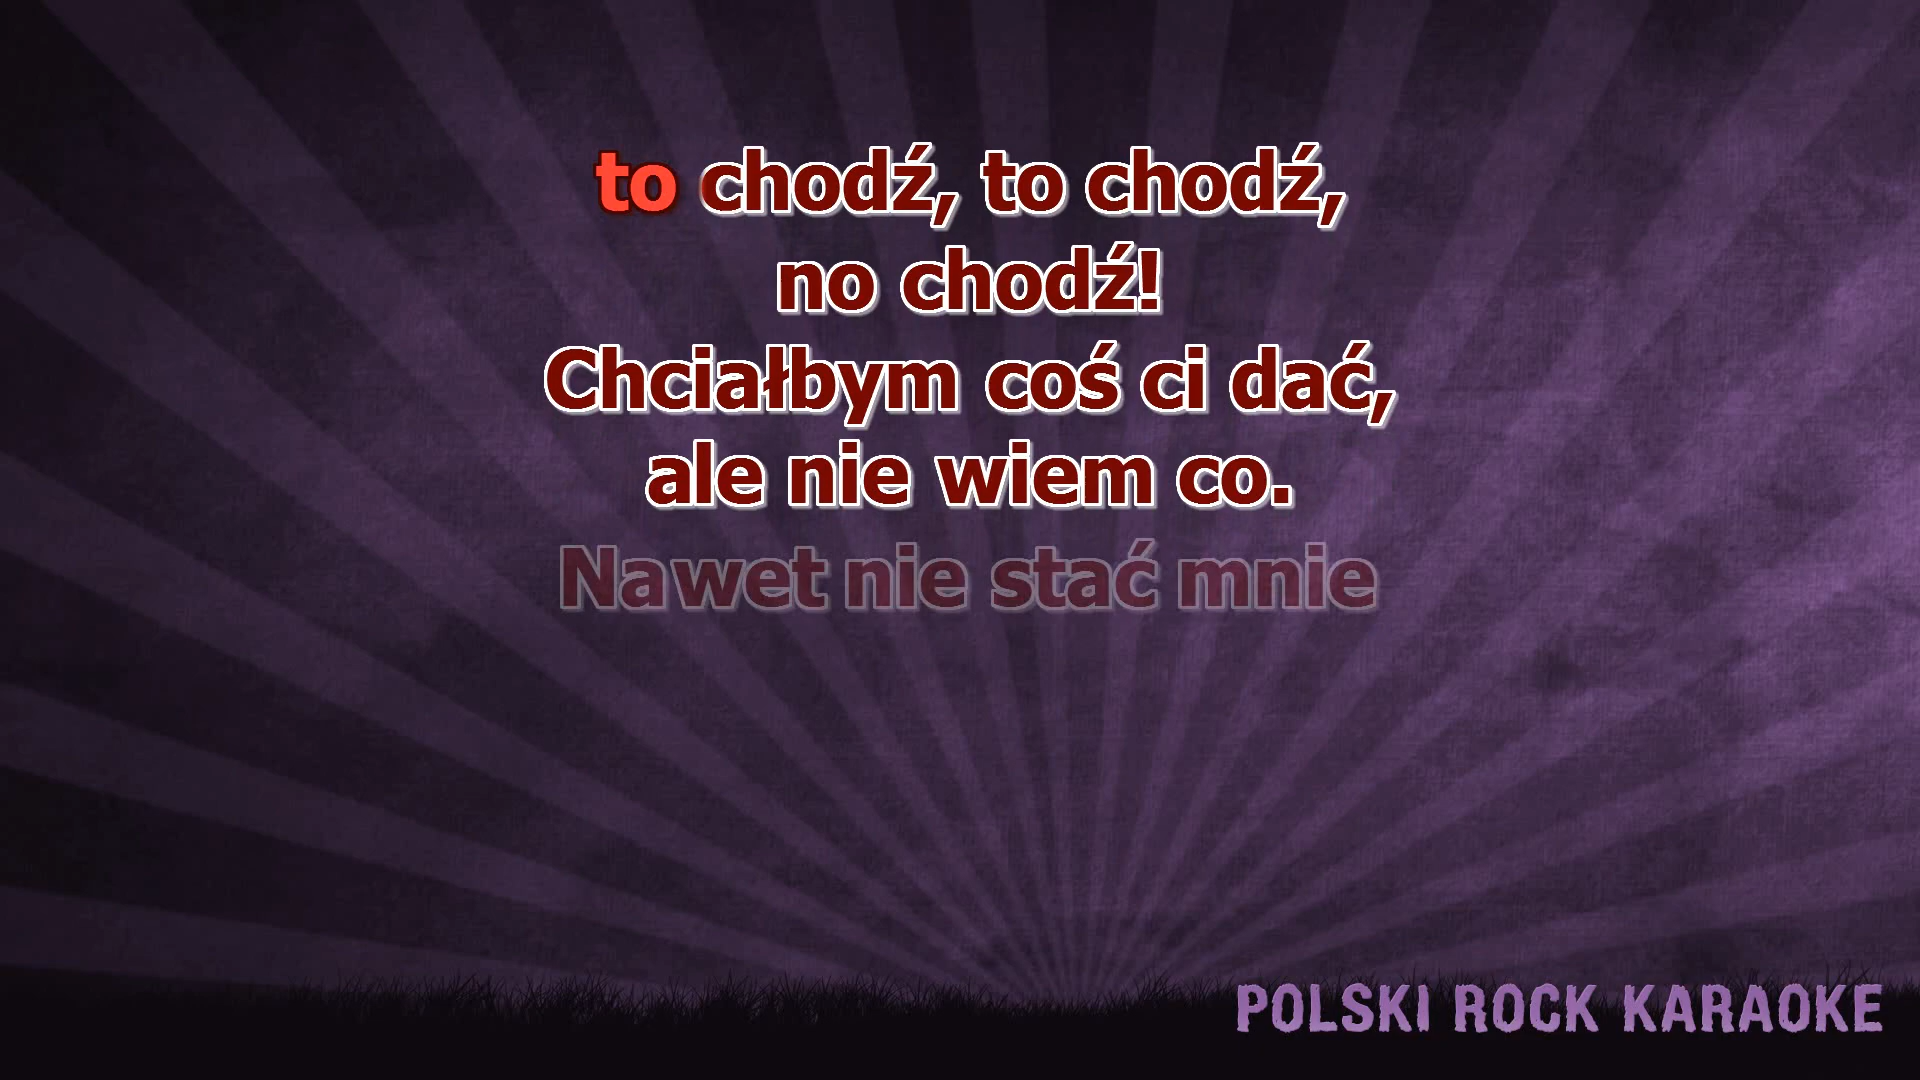 to chodź, to chodź,
no chodź!
Chciałbym coś ci dać,
ale nie wiem co.
Nawet nie stać mnie
POLSKI ROCK KARAOKE